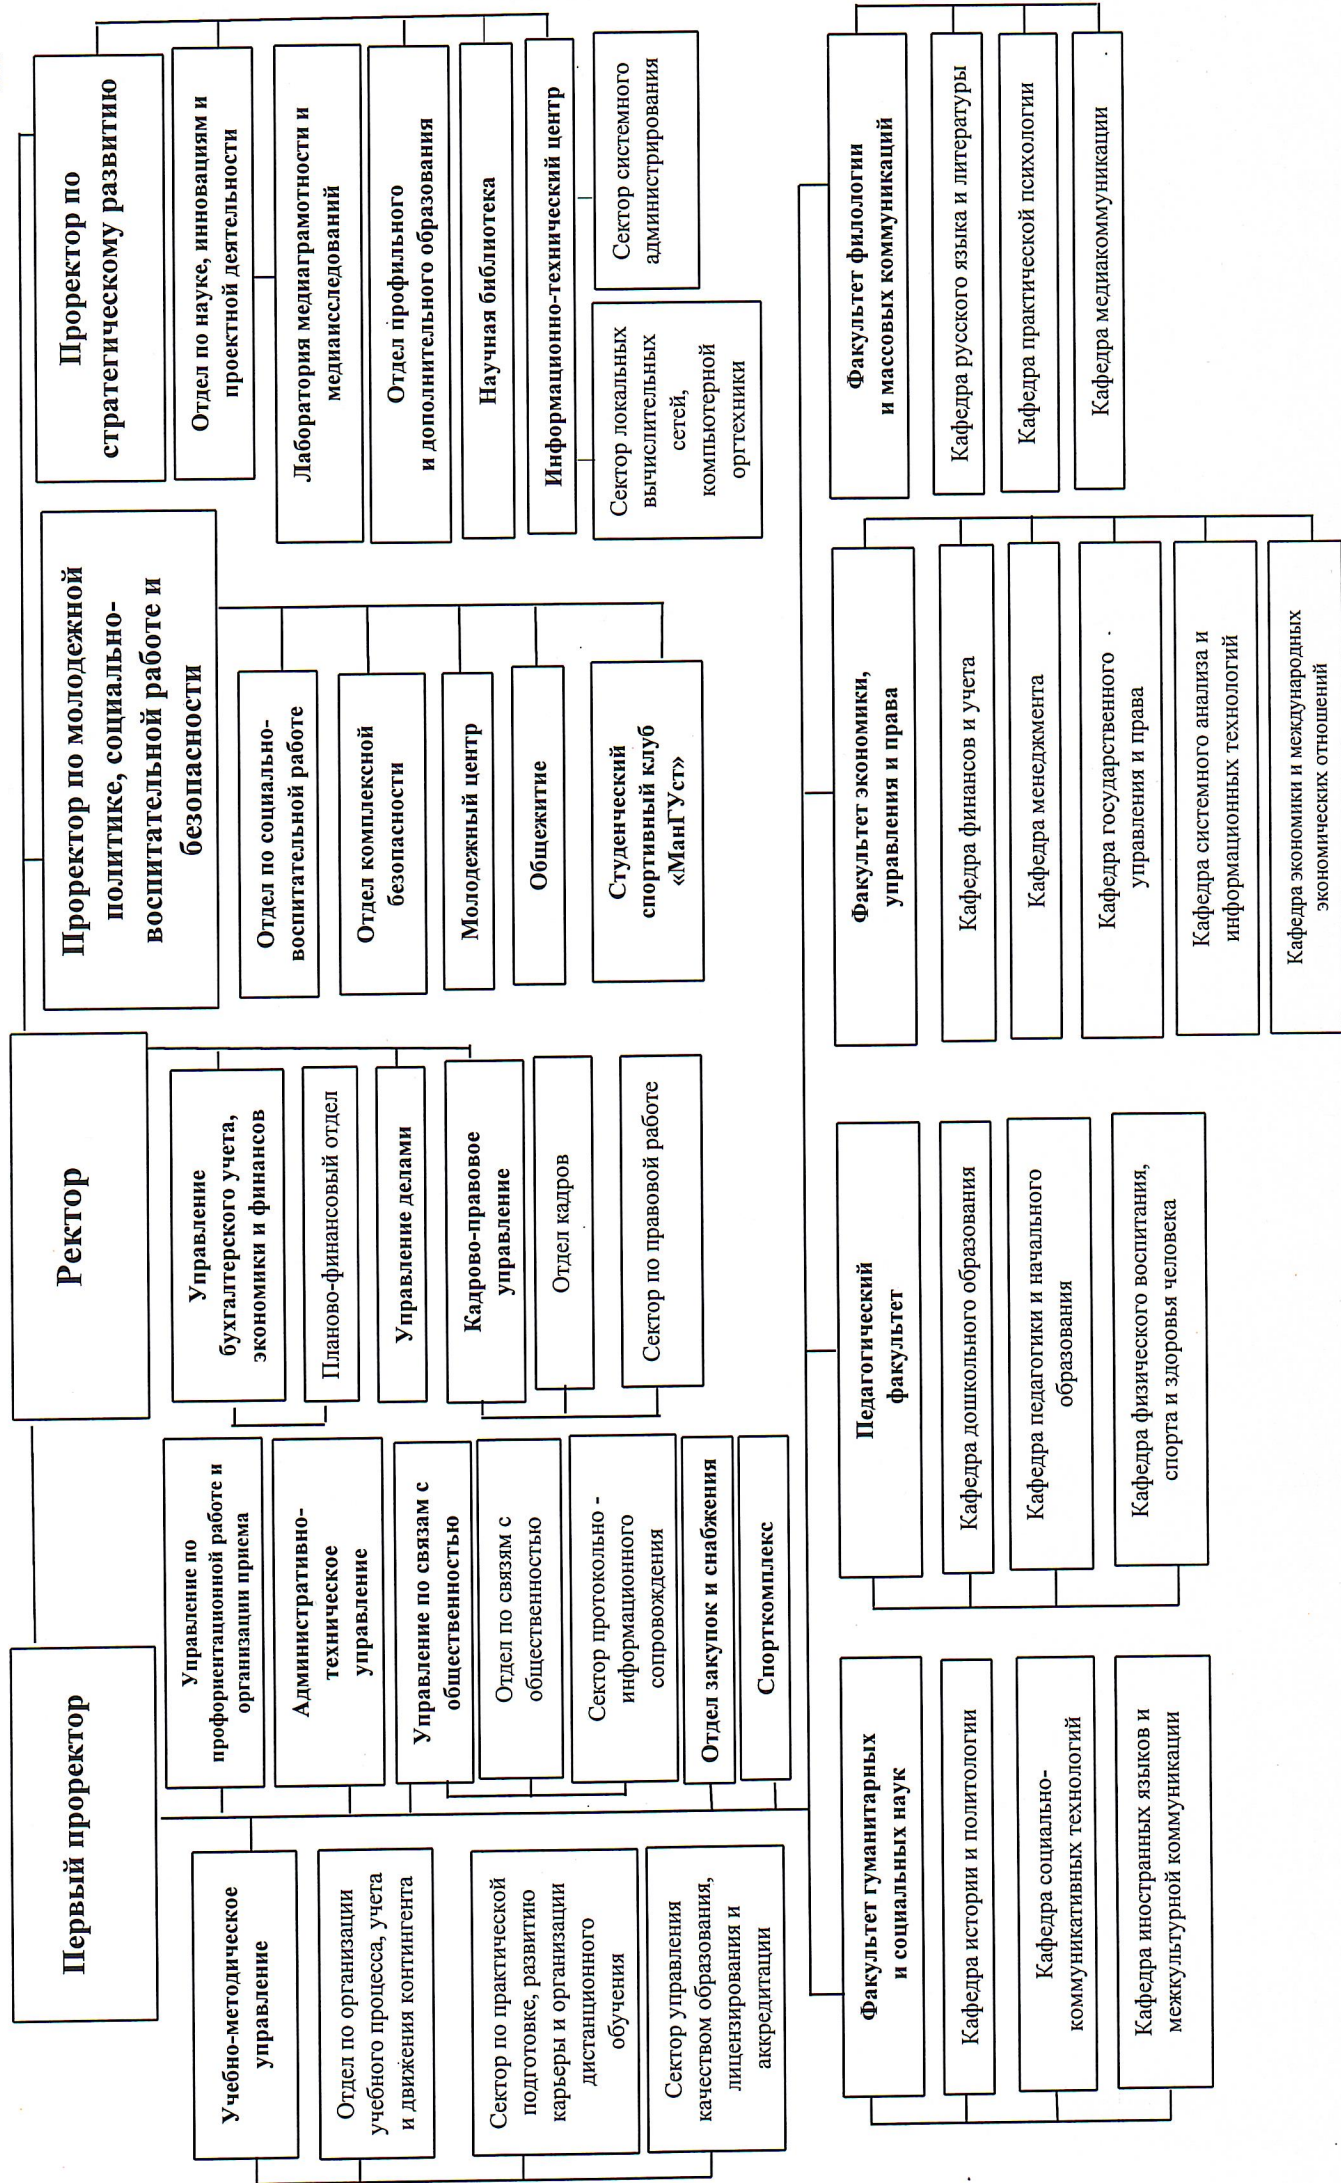 Ректор
Первый проректор
Проректор по молодежной
политике, социально-
воспитательной работе и
безопасности
Проректор по
стратегическому развитию
Учебно-методическое
управление
Отдел по организации
учебного процесса, учета
и движения контингента
Сектор по практической
подготовке, развитию
карьеры и организации
дистанционного
обучения
Сектор управления
качеством образования,
лицензирования и
аккредитации
Управление по
профориентационной работе и
организации приема
Административно-
техническое
управление
Управление по связам с
общественностью
Отдел по связям с
общественностью
Сектор протокольно -
информационного
сопровождения
Отдел закупок и снабжения
Спорткомплекс
Управление
бухгалтерского учета,
экономики и финансов
Планово-финансовый отдел
Управление делами
Кадрово-правовое
управление
Отдел кадров
Сектор по правовой работе
Отдел по социально-
воспитательной работе
Отдел комплексной
безопасности
Молодежный центр
Общежитие
Студенческий
спортивный клуб
«МанГУст»
Отдел по науке, инновациям и
проектной деятельности
Лаборатория медиаграмотности и
медиаисследований
Отдел профильного
и дополнительного образования
Научная библиотека
Информационно-технический центр
Сектор локальных
вычислительных
сетей,
компьютерной
оргтехники
Сектор системного
администрирования
Факультет гуманитарных
и социальных наук
Кафедра истории и политологии
Кафедра социально-
коммуникативных технологий
Кафедра иностранных языков и
межкультурной коммуникации
Педагогический
факультет
Кафедра дошкольного образования
Кафедра педагогики и начального
образования
Кафедра физического воспитания,
спорта и здоровья человека
Факультет экономики,
управления и права
Кафедра финансов и учета
Кафедра менеджмента
Кафедра государственного
управления и права
Кафедра системного анализа и
информационных технологий
Кафедра экономики и международных
экономических отношений
Факультет филологии
и массовых коммуникаций
Кафедра русского языка и литературы
Кафедра практической психологии
Кафедра медиакоммуникации